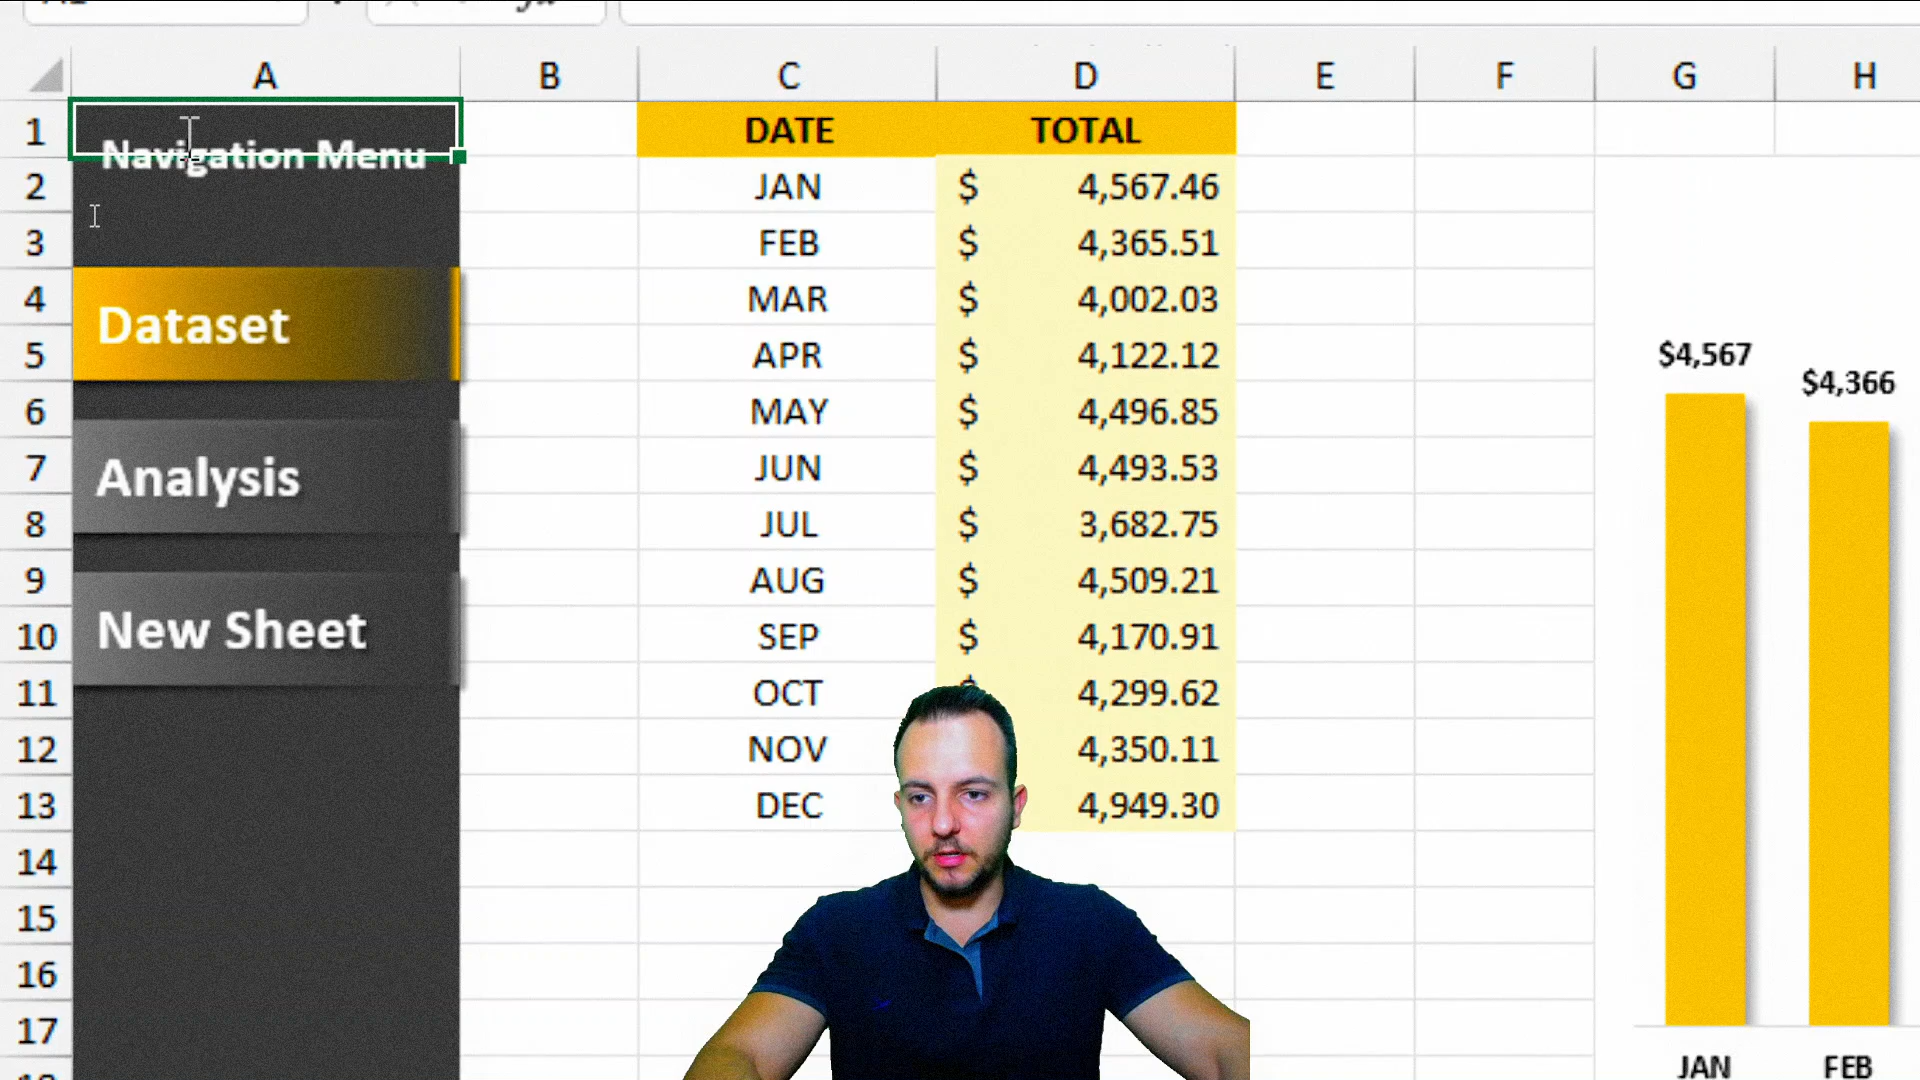 A B C D E F G H
1 Navigation Menu DATE TOTAL
2 JAN $ 4,567.46
3 FEB $ 4,365.51
4 MAR $ 4,002.03
Dataset
5 APR $ 4,122.12
$4,567
$4,366
6 MAY $ 4,496.85
7 JUN $ 4,493.53
Analysis
8 JUL $ 3,682.75
9 AUG $ 4,509.21
10 New Sheet SEP $ 4,170.91
11 OCT 4,299.62
12 NOV 4,350.11
13 DEC 4,949.30
14
15
16
17
JAN FEB